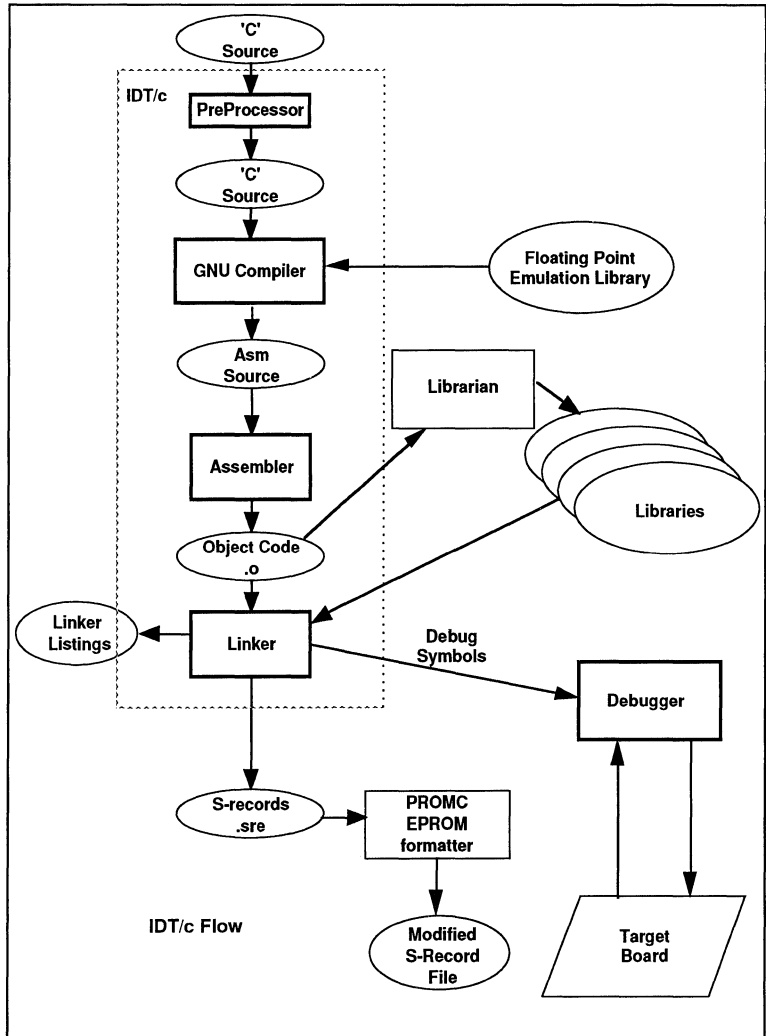 'C'
Source
IDT/c
PreProcessor
'C'
Source
GNU Compiler
Floating Point
Emulation Library
Asm
Source
Librarian
Assembler
Libraries
Object Code
.o
Linker
Listings
Linker
Debug
Symbols
Debugger
S-records
.sre
PROMC
EPROM
formatter
IDT/c Flow
Modified
S-Record
File
Target
Board